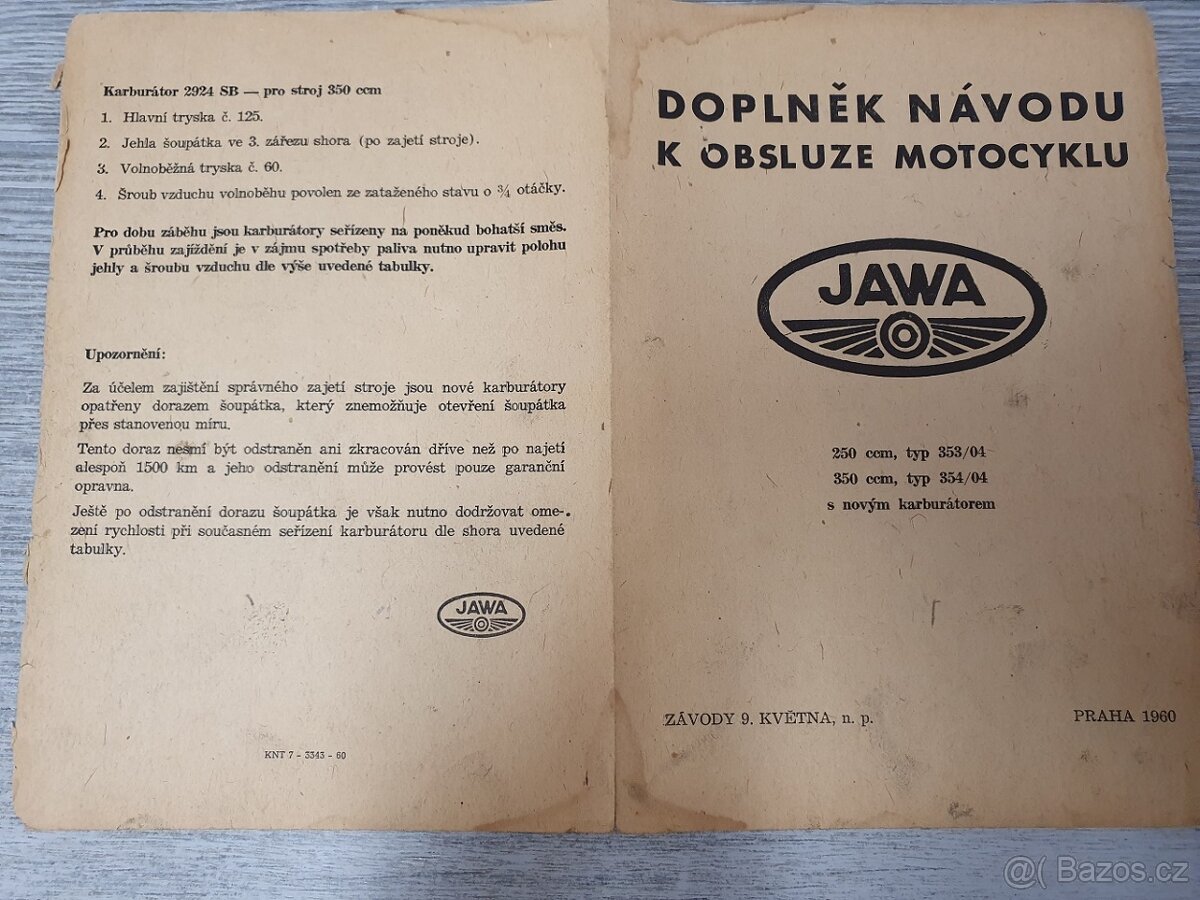 Karburátor 2924 SB — pro stroj 350 ccm
1. Hlavní tryska č. 125.
2. Jehla šoupátka ve 3. zářezu shora (po zajetí stroje).
3. Volnoběžná tryska č. 60.
4. Šroub vzduchu volnoběhu povolen ze zataženého stavu o ¾ otáčky.
Pro dobu záběhu jsou karburátory seřízeny na poněkud bohatší směs.
V průběhu zajíždění je v zájmu spotřeby paliva nutno upravit polohu
jehly a šroubu vzduchu dle výše uvedené tabulky.
Upozornění:
Za účelem zajištění správného zajetí stroje jsou nové karburátory
opatřeny dorazem šoupátka, který znemožňuje otevření šoupátka
přes stanovenou míru.
Tento doraz nesmí být odstraněn ani zkracován dříve než po najetí
alespoň 1500 km a jeho odstranění může provést pouze garanční
opravna.
Ještě po odstranění dorazu šoupátka je však nutno dodržovat ome-
zení rychlosti při současném seřízení karburátoru dle shora uvedené
tabulky.
JAWA
KNT 7 - 3343 - 60
DOPLNĚK NÁVODU
K OBSLUZE MOTOCYKLU
JAWA
250 ccm, typ 353/04
350 ccm, typ 354/04
s novým karburátorem
ZÁVODY 9. KVĚTNA, n. p. PRAHA 1960
@( Bazos.cz